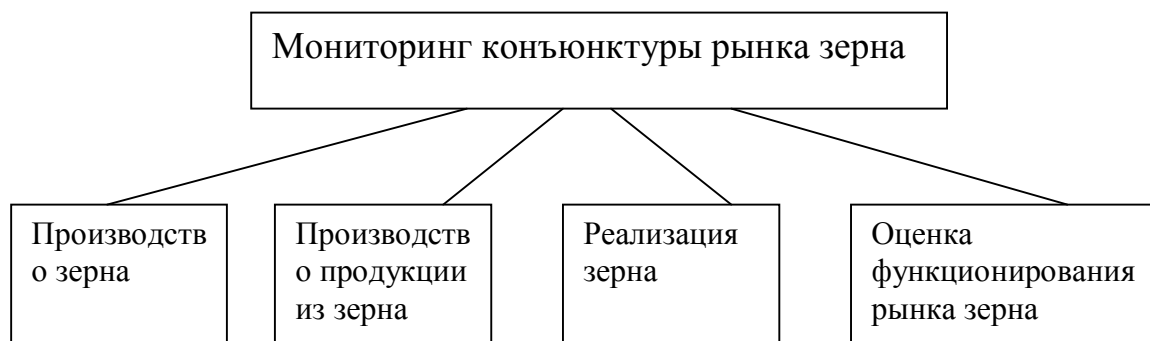 Мониторинг конъюнктуры рынка зерна
Производств
о зерна
Производств
о продукции
из зерна
Реализация
зерна
Оценка
функционирования
рынка зерна